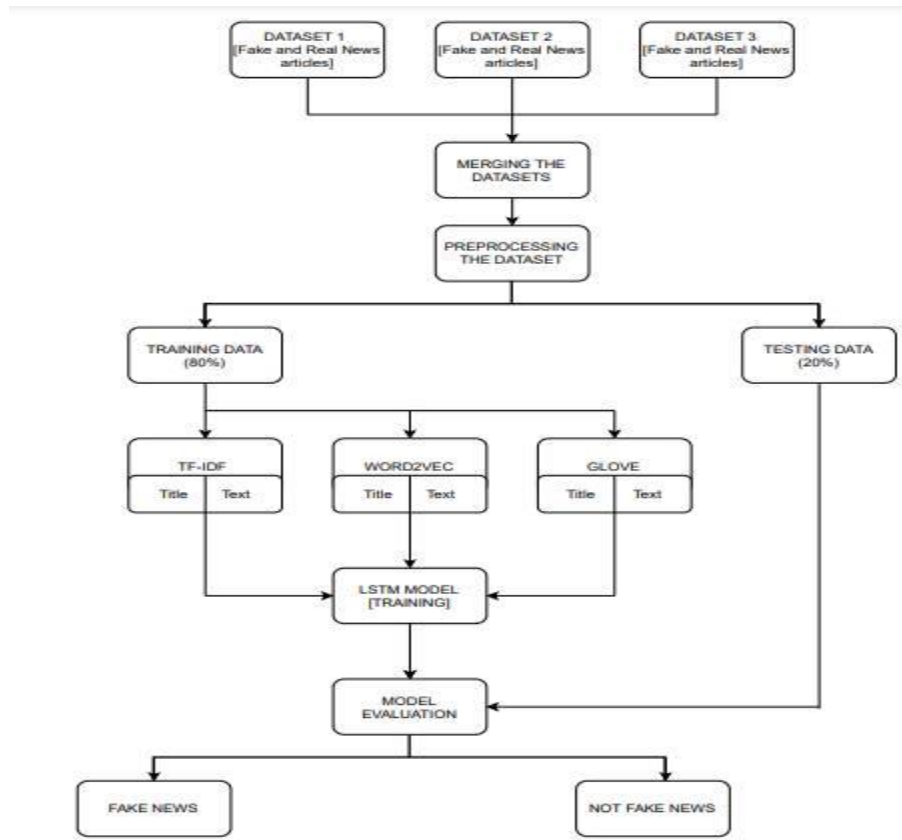 DATASET 1
[Fake and Real News
articles]
DATASET 2
[Fake and Real News
articles]
DATASET 3
[Fake and Real News
articles]
MERGING THE
DATASETS
PREPROCESSING
THE DATASET
TRAINING DATA
(80%)
TESTING DATA
(20%)
TF-IDF
Title Text
WORD2VEC
Title Text
GLOVE
Title Text
LSTM MODEL
[TRAINING]
MODEL
EVALUATION
FAKE NEWS
NOT FAKE NEWS